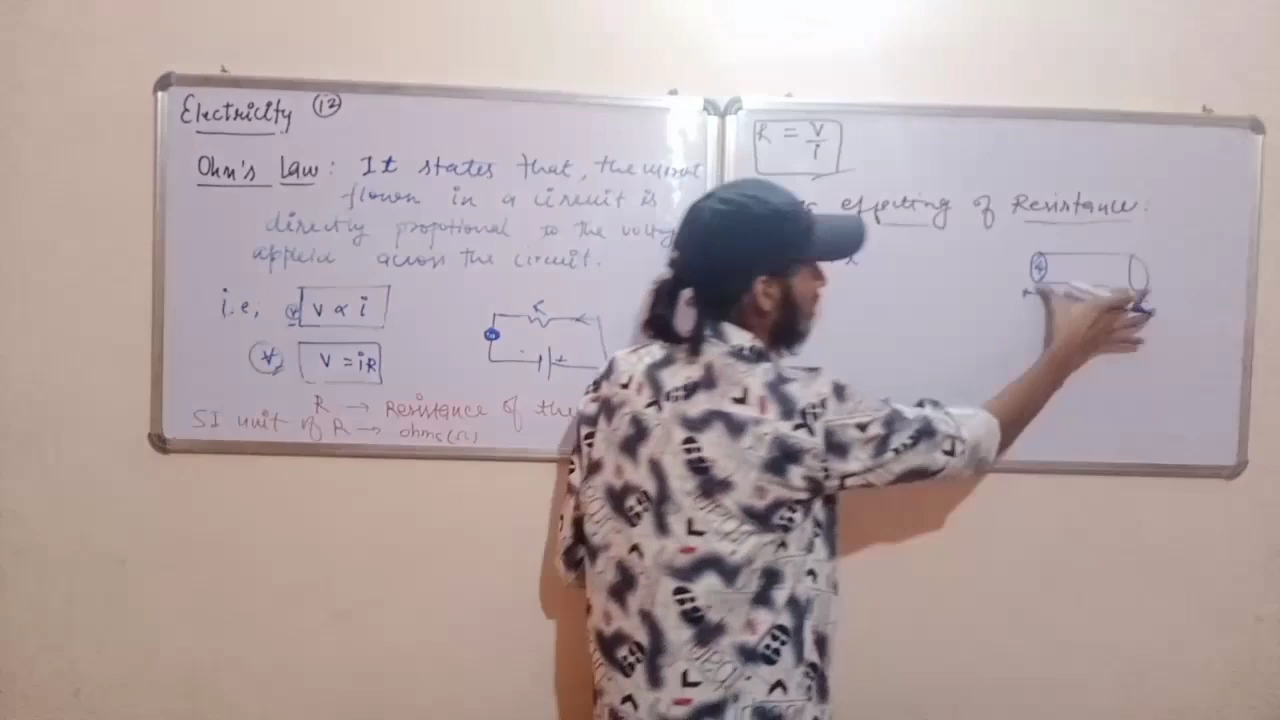 Electricity 12
Ohm's Law : It states that, the
flown in a circuit is
directly propotional to the
applied across the circuit.
i.e, V ∝ i
V = iR
R → Resistance of the
SI unit of R → ohms(Ω)
R = V/i
effecting of Resistance: